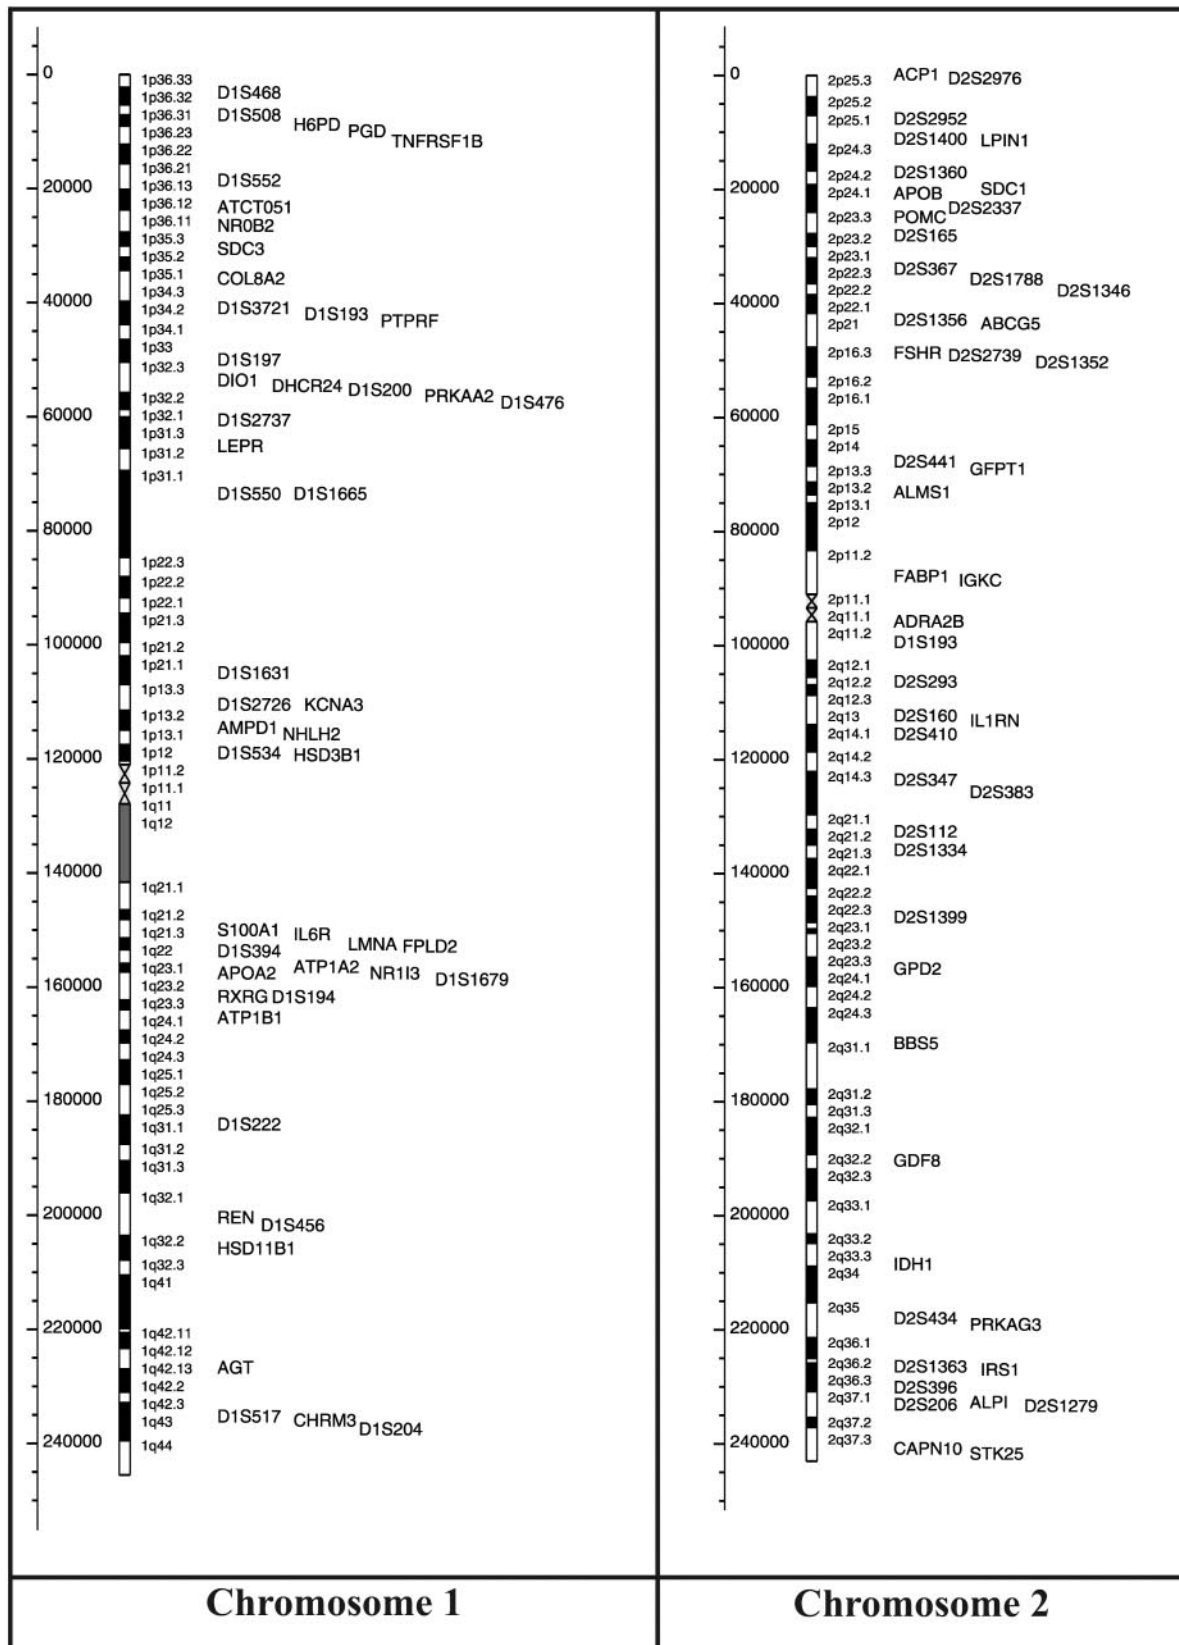 0
20000
40000
60000
80000
100000
120000
140000
160000
180000
200000
220000
240000
1p36.33
1p36.32
1p36.31
1p36.23
1p36.22
1p36.21
1p36.13
1p36.12
1p36.11
1p35.3
1p35.2
1p35.1
1p34.3
1p34.2
1p34.1
1p33
1p32.3
1p32.2
1p32.1
1p31.3
1p31.2
1p31.1
1p22.3
1p22.2
1p22.1
1p21.3
1p21.2
1p21.1
1p13.3
1p13.2
1p13.1
1p12
1p11.2
1p11.1
1q11
1q12
1q21.1
1q21.2
1q21.3
1q22
1q23.1
1q23.2
1q23.3
1q24.1
1q24.2
1q24.3
1q25.1
1q25.2
1q25.3
1q31.1
1q31.2
1q31.3
1q32.1
1q32.2
1q32.3
1q41
1q42.11
1q42.12
1q42.13
1q42.2
1q42.3
1q43
1q44
D1S468
D1S508 H6PD PGD TNFRSF1B
D1S552
ATCT051
NR0B2
SDC3
COL8A2
D1S3721 D1S193 PTPRF
D1S197
DIO1 DHCR24 D1S200 PRKAA2 D1S476
D1S2737
LEPR
D1S550 D1S1665
D1S1631
D1S2726 KCNA3
AMPD1 NHLH2
D1S534 HSD3B1
S100A1 IL6R LMNA FPLD2
D1S394
APOA2 ATP1A2 NR1I3 D1S1679
RXRG D1S194
ATP1B1
D1S222
REN D1S456
HSD11B1
AGT
D1S517 CHRM3 D1S204
Chromosome 1
0
20000
40000
60000
80000
100000
120000
140000
160000
180000
200000
220000
240000
2p25.3
2p25.2
2p25.1
2p24.3
2p24.2
2p24.1
2p23.3
2p23.2
2p23.1
2p22.3
2p22.2
2p22.1
2p21
2p16.3
2p16.2
2p16.1
2p15
2p14
2p13.3
2p13.2
2p13.1
2p12
2p11.2
2p11.1
2q11.1
2q11.2
2q12.1
2q12.2
2q12.3
2q13
2q14.1
2q14.2
2q14.3
2q21.1
2q21.2
2q21.3
2q22.1
2q22.2
2q22.3
2q23.1
2q23.2
2q23.3
2q24.1
2q24.2
2q24.3
2q31.1
2q31.2
2q31.3
2q32.1
2q32.2
2q32.3
2q33.1
2q33.2
2q33.3
2q34
2q35
2q36.1
2q36.2
2q36.3
2q37.1
2q37.2
2q37.3
ACP1 D2S2976
D2S2952
D2S1400 LPIN1
D2S1360
APOB SDC1
POMC D2S2337
D2S165
D2S367 D2S1788 D2S1346
D2S1356 ABCG5
FSHR D2S2739 D2S1352
D2S441 GFPT1
ALMS1
FABP1 IGKC
ADRA2B
D1S193
D2S293
D2S160 IL1RN
D2S410
D2S347 D2S383
D2S112
D2S1334
D2S1399
GPD2
BBS5
GDF8
IDH1
D2S434 PRKAG3
D2S1363 IRS1
D2S396
D2S206 ALPI D2S1279
CAPN10 STK25
Chromosome 2